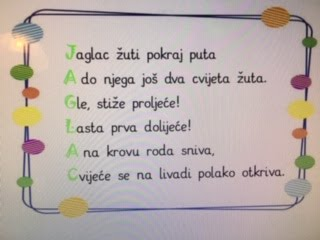 Jaglac žuti pokraj puta
A do njega još dva cvijeta žuta.
Gle, stiže proljeće!
Lasta prva dolijeće!
A na krovu roda sniva,
Cvijeće se na livadi polako otkriva.